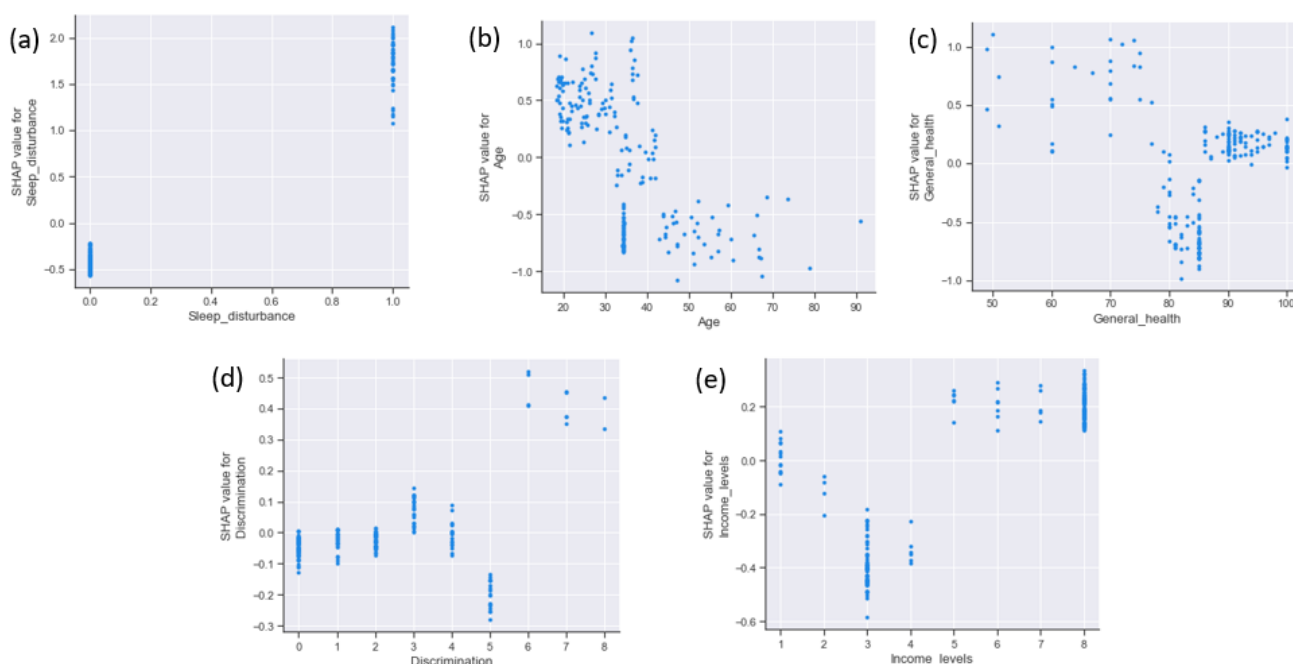 (a)
SHAP value for
Sleep_disturbance
2.0
1.5
1.0
0.5
0.0
−0.5
0.0 0.2 0.4 0.6 0.8 1.0
Sleep_disturbance
(b)
SHAP value for
Age
1.0
0.5
0.0
−0.5
−1.0
20 30 40 50 60 70 80 90
Age
(c)
SHAP value for
General_health
1.0
0.5
0.0
−0.5
−1.0
50 60 70 80 90 100
General_health
(d)
SHAP value for
Discrimination
0.5
0.4
0.3
0.2
0.1
0.0
−0.1
−0.2
−0.3
0 1 2 3 4 5 6 7 8
Discrimination
(e)
SHAP value for
Income_levels
0.2
0.0
−0.2
−0.4
−0.6
1 2 3 4 5 6 7 8
Income_levels